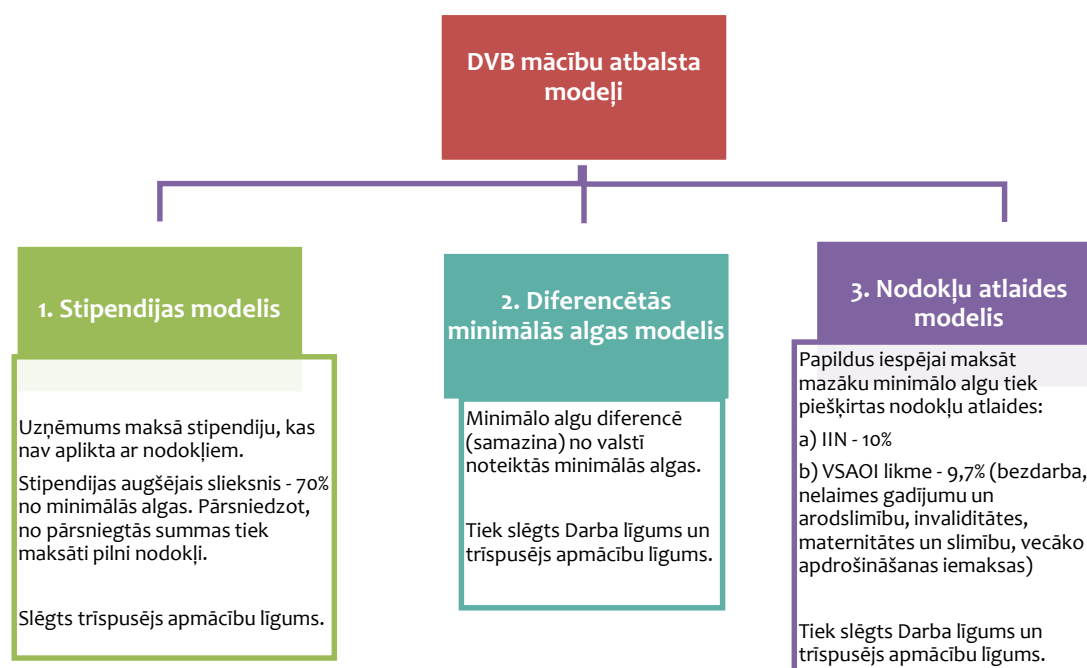 DVB mācību atbalsta
modeļi
1. Stipendijas modelis
Uzņēmums maksā stipendiju, kas
nav aplikta ar nodokļiem.
Stipendijas augšējais slieksnis - 70%
no minimālās algas. Pārsniedzot,
no pārsniegtās summas tiek
maksāti pilni nodokļi.
Slēgts trīspusējs apmācību līgums.
2. Diferencētās
minimālās algas modelis
Minimālo algu diferencē
(samazina) no valstī
noteiktās minimālās algas.
Tiek slēgts Darba līgums un
trīspusējs apmācību līgums.
3. Nodokļu atlaides
modelis
Papildus iespējai maksāt
mazāku minimālo algu tiek
piešķirtas nodokļu atlaides:
a) IIN - 10%
b) VSAOI likme - 9,7% (bezdarba,
nelaimes gadījumu un
arodslimību, invaliditātes,
maternitātes un slimību, vecāko
apdrošināšanas iemaksas)
Tiek slēgts Darba līgums un
trīspusējs apmācību līgums.